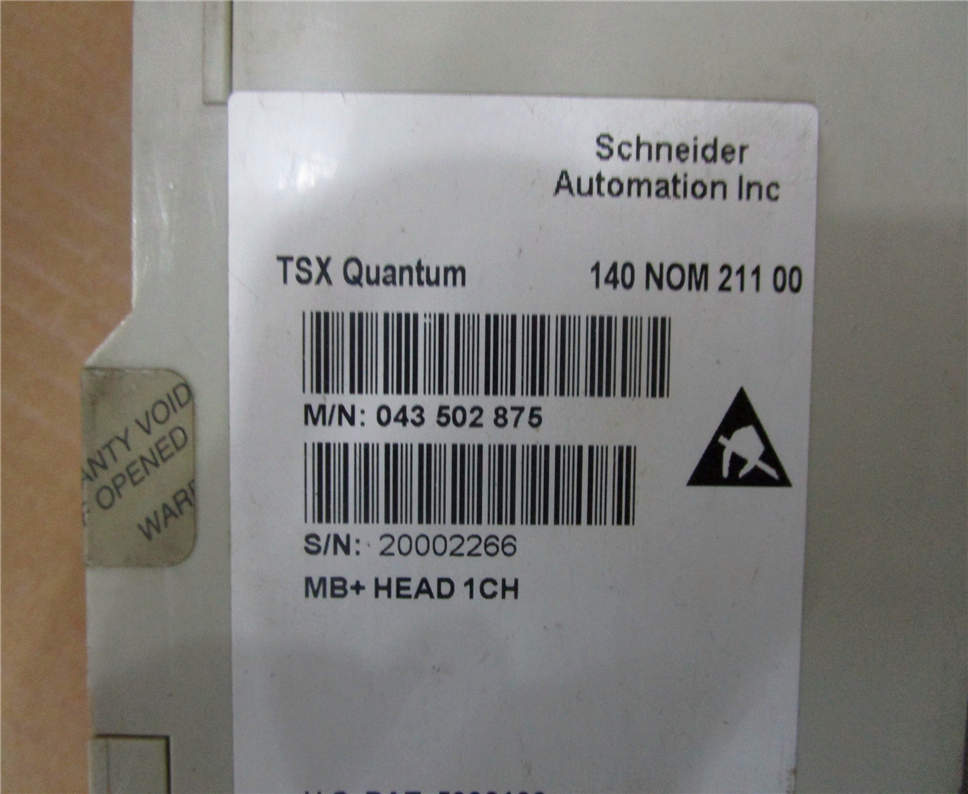 Schneider
Automation Inc
TSX Quantum 140 NOM 211 00
M/N: 043 502 875
S/N: 20002266
MB+ HEAD 1CH
ANTY VOID
OPENED
WARR